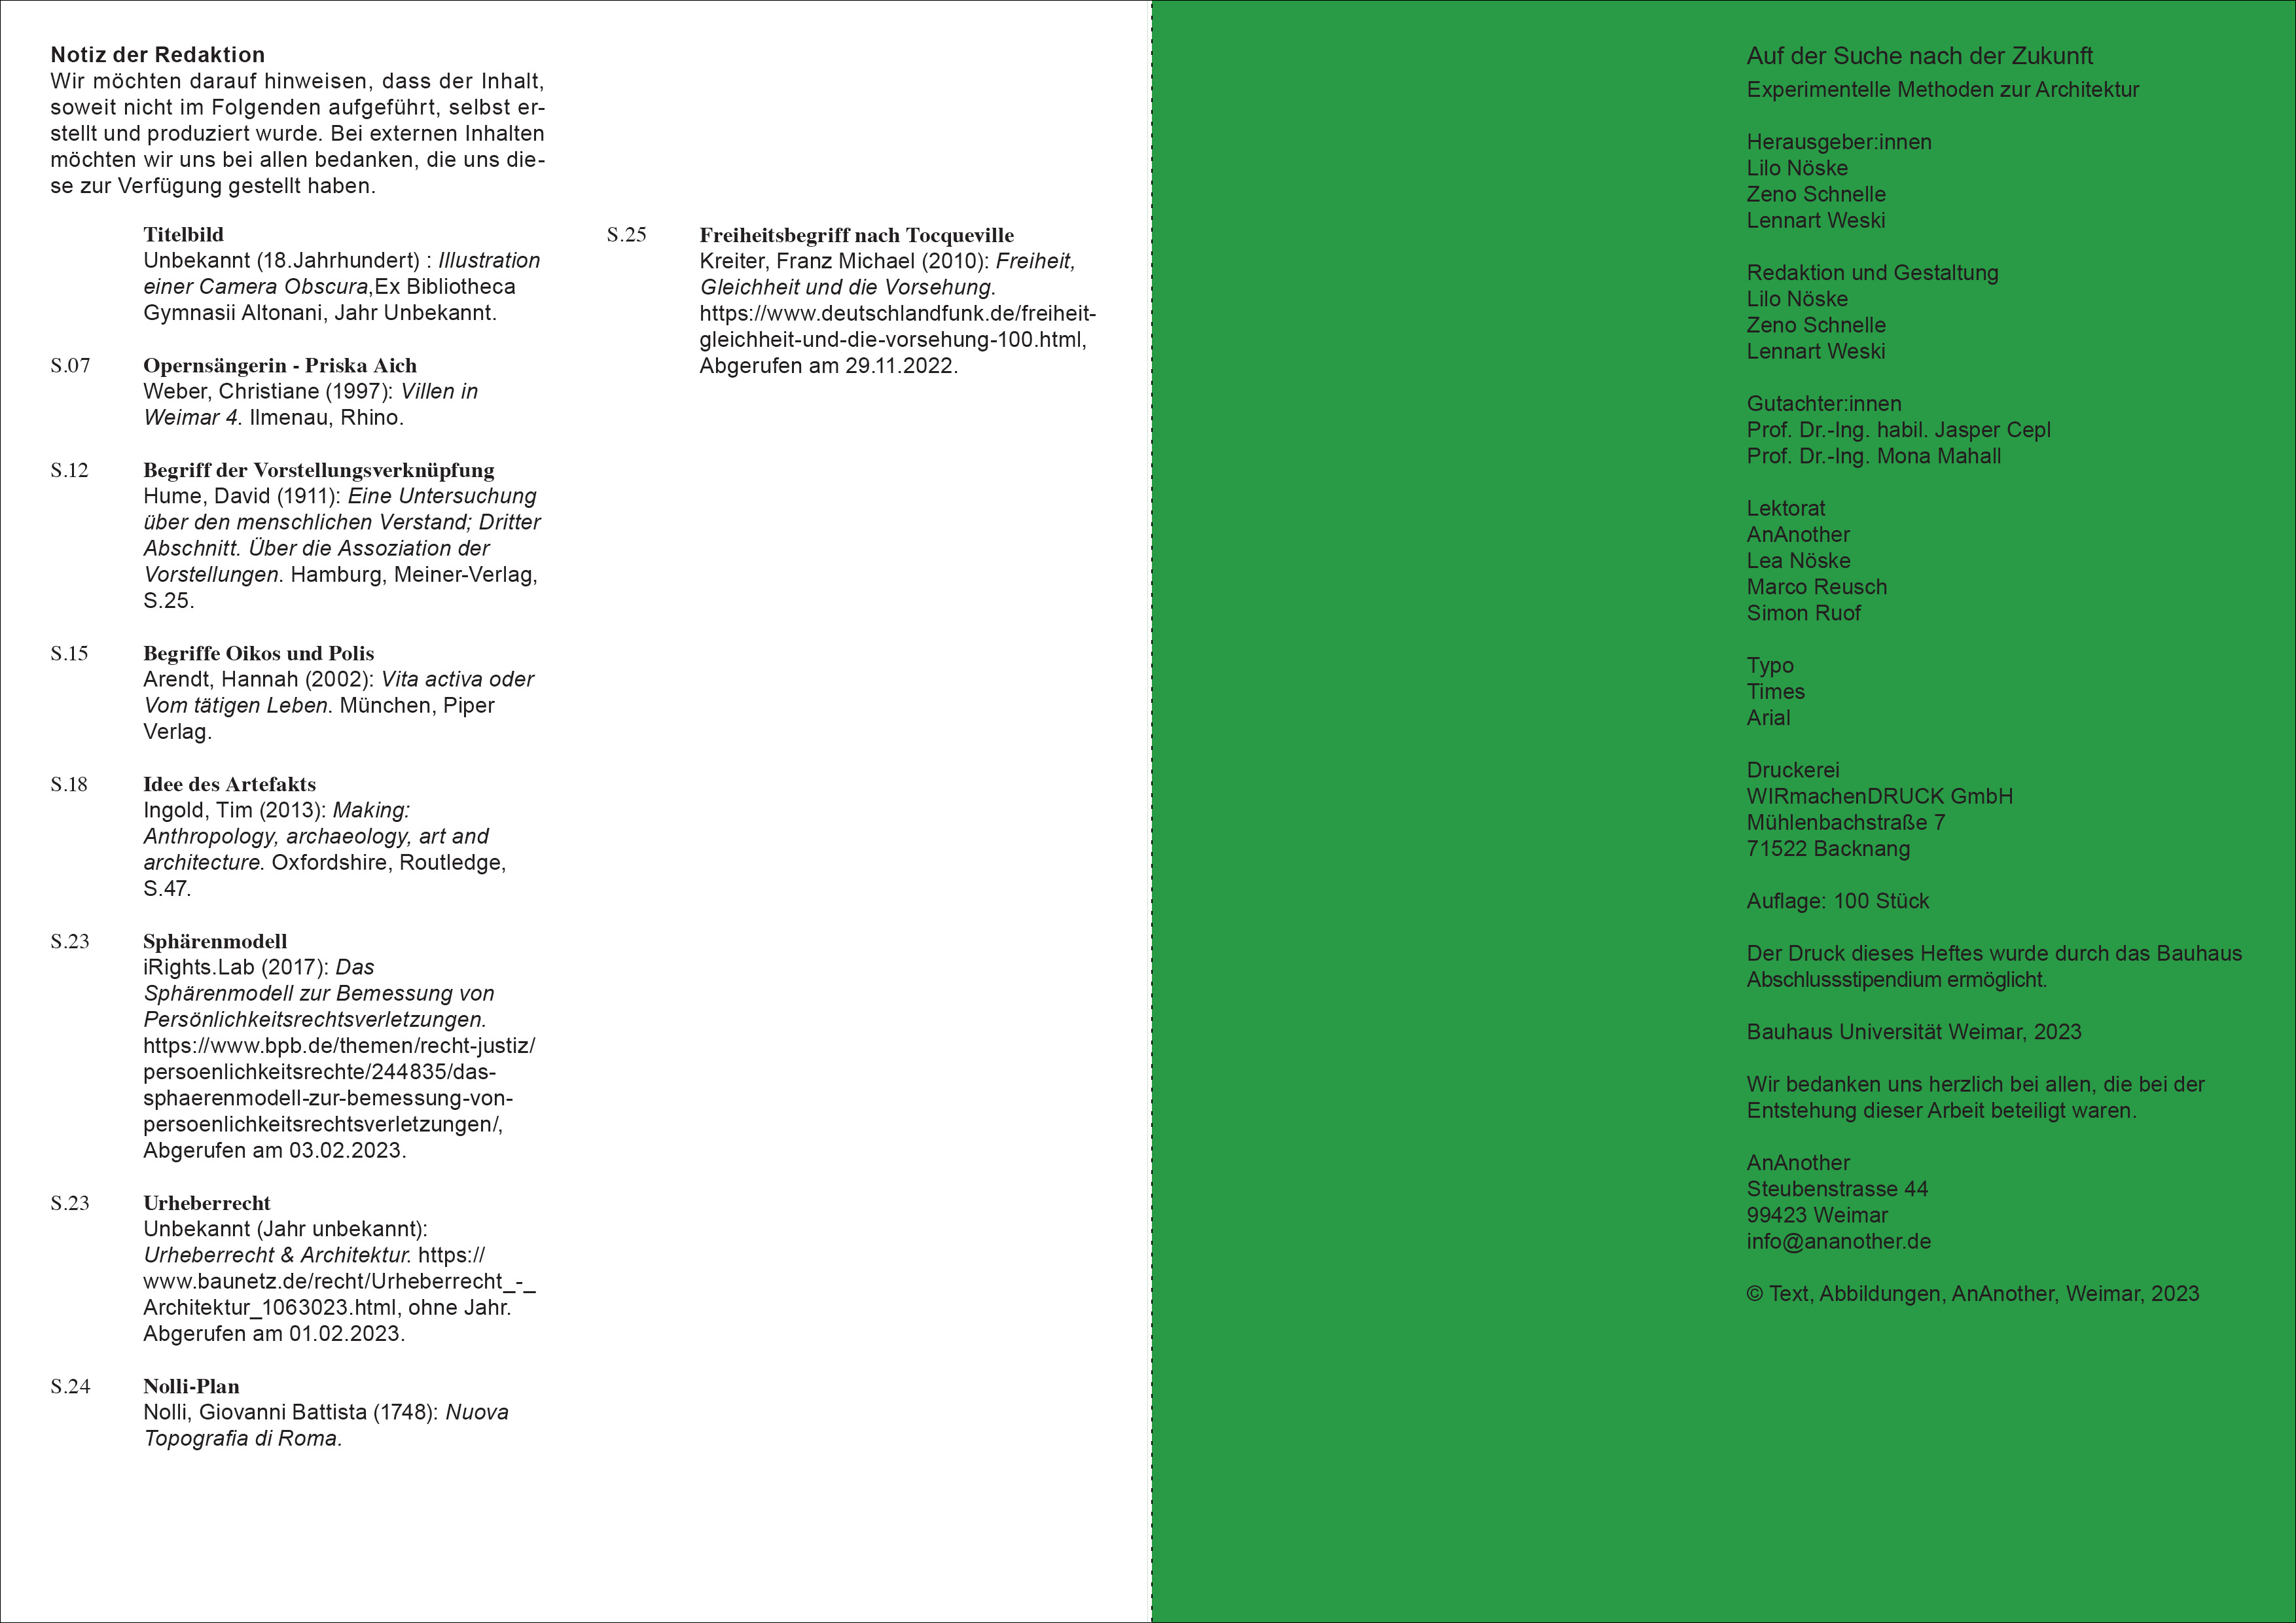 Notiz der Redaktion
Wir möchten darauf hinweisen, dass der Inhalt,
soweit nicht im Folgenden aufgeführt, selbst er-
stellt und produziert wurde. Bei externen Inhalten
möchten wir uns bei allen bedanken, die uns die-
se zur Verfügung gestellt haben.
Titelbild
Unbekannt (18.Jahrhundert) : Illustration
einer Camera Obscura,Ex Bibliotheca
Gymnasii Altonani, Jahr Unbekannt.
S.07 Opernsängerin - Priska Aich
Weber, Christiane (1997): Villen in
Weimar 4. Ilmenau, Rhino.
S.12 Begriff der Vorstellungsverknüpfung
Hume, David (1911): Eine Untersuchung
über den menschlichen Verstand; Dritter
Abschnitt. Über die Assoziation der
Vorstellungen. Hamburg, Meiner-Verlag,
S.25.
S.15 Begriffe Oikos und Polis
Arendt, Hannah (2002): Vita activa oder
Vom tätigen Leben. München, Piper
Verlag.
S.18 Idee des Artefakts
Ingold, Tim (2013): Making:
Anthropology, archaeology, art and
architecture. Oxfordshire, Routledge,
S.47.
S.23 Sphärenmodell
iRights.Lab (2017): Das
Sphärenmodell zur Bemessung von
Persönlichkeitsrechtsverletzungen.
https://www.bpb.de/themen/recht-justiz/
persoenlichkeitsrechte/244835/das-
sphaerenmodell-zur-bemessung-von-
persoenlichkeitsrechtsverletzungen/,
Abgerufen am 03.02.2023.
S.23 Urheberrecht
Unbekannt (Jahr unbekannt):
Urheberrecht & Architektur. https://
www.baunetz.de/recht/Urheberrecht_-_
Architektur_1063023.html, ohne Jahr.
Abgerufen am 01.02.2023.
S.24 Nolli-Plan
Nolli, Giovanni Battista (1748): Nuova
Topografia di Roma.
S.25 Freiheitsbegriff nach Tocqueville
Kreiter, Franz Michael (2010): Freiheit,
Gleichheit und die Vorsehung.
https://www.deutschlandfunk.de/freiheit-
gleichheit-und-die-vorsehung-100.html,
Abgerufen am 29.11.2022.
Auf der Suche nach der Zukunft
Experimentelle Methoden zur Architektur
Herausgeber:innen
Lilo Nöske
Zeno Schnelle
Lennart Weski
Redaktion und Gestaltung
Lilo Nöske
Zeno Schnelle
Lennart Weski
Gutachter:innen
Prof. Dr.-Ing. habil. Jasper Cepl
Prof. Dr.-Ing. Mona Mahall
Lektorat
AnAnother
Lea Nöske
Marco Reusch
Simon Ruof
Typo
Times
Arial
Druckerei
WIRmachenDRUCK GmbH
Mühlenbachstraße 7
71522 Backnang
Auflage: 100 Stück
Der Druck dieses Heftes wurde durch das Bauhaus
Abschlussstipendium ermöglicht.
Bauhaus Universität Weimar, 2023
Wir bedanken uns herzlich bei allen, die bei der
Entstehung dieser Arbeit beteiligt waren.
AnAnother
Steubenstrasse 44
99423 Weimar
info@ananother.de
© Text, Abbildungen, AnAnother, Weimar, 2023